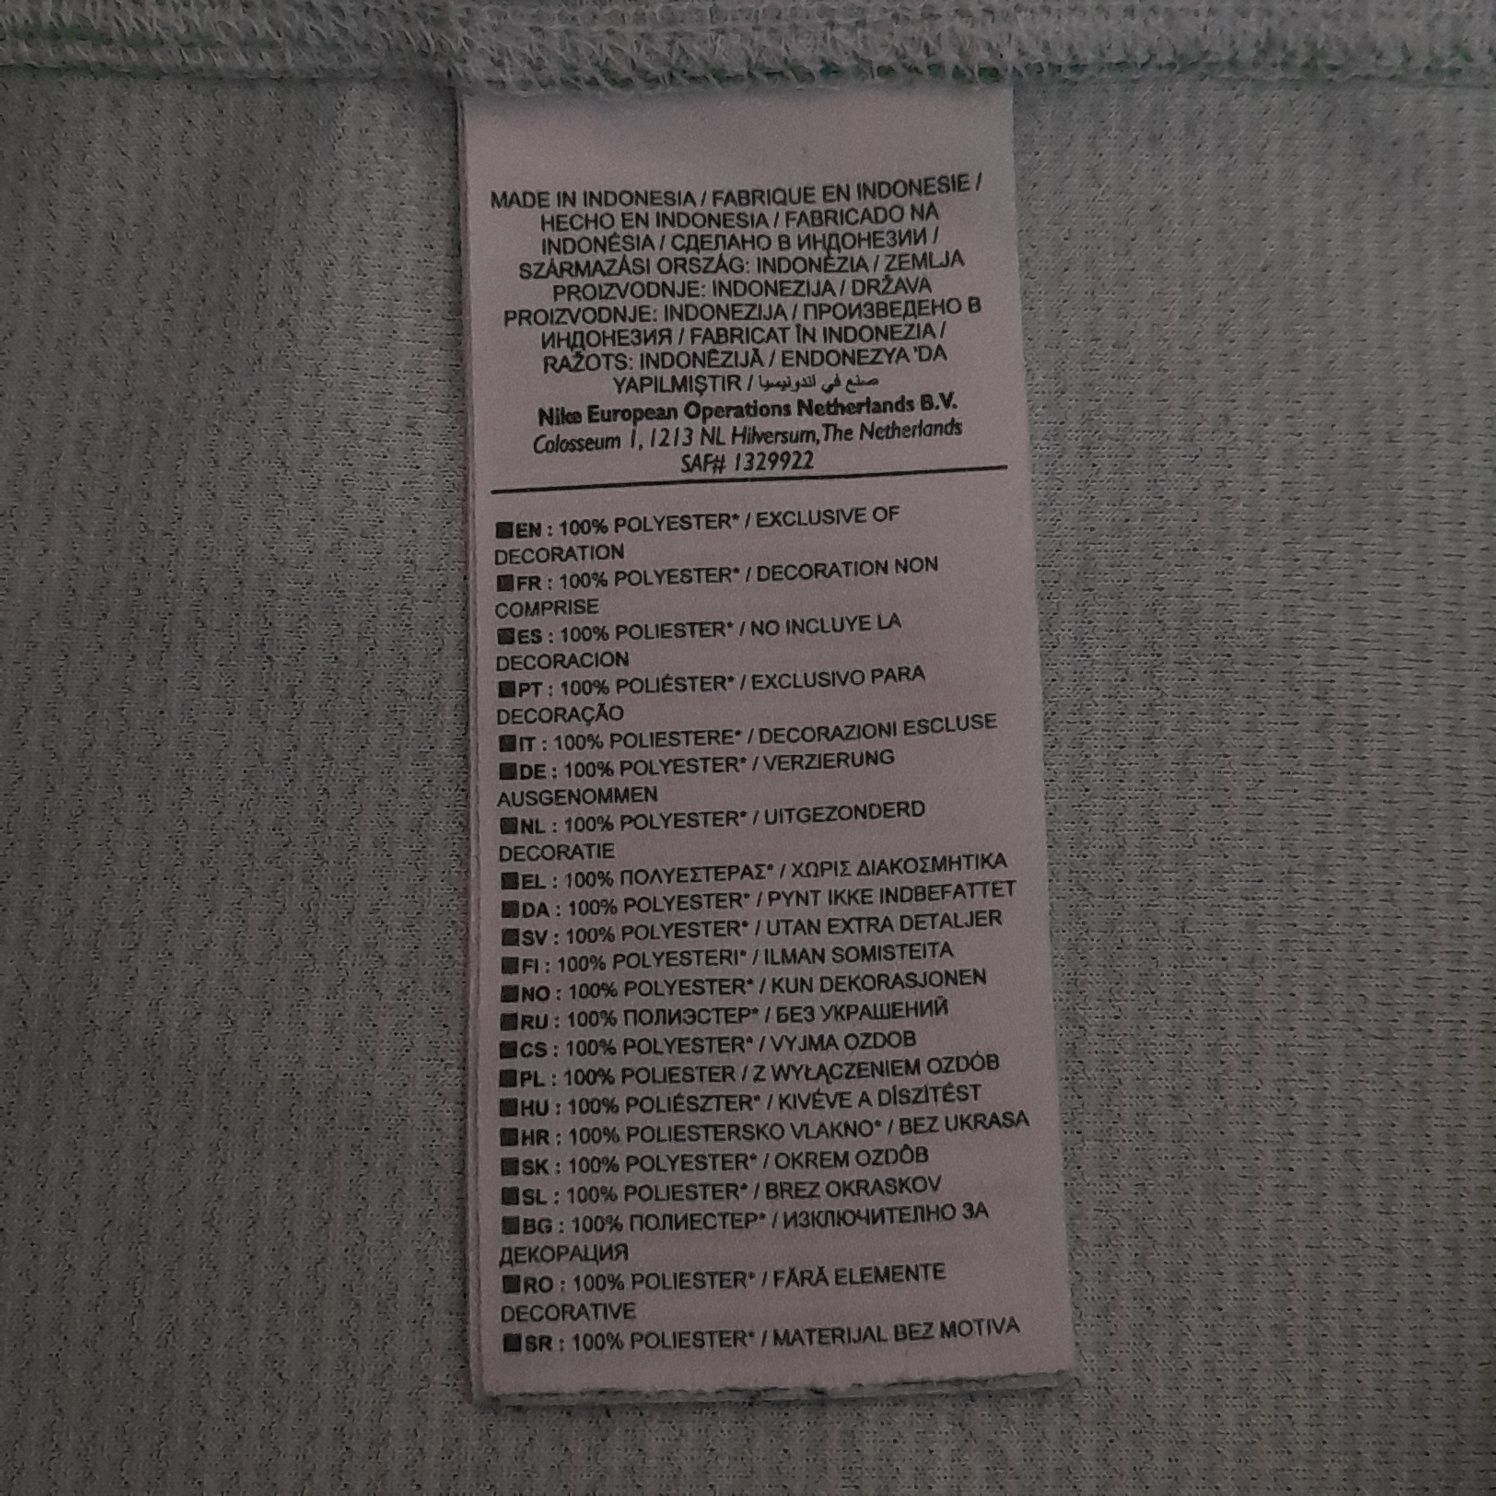 MADE IN INDONESIA / FABRIQUE EN INDONESIE /
HECHO EN INDONESIA / FABRICADO NA
INDONÉSIA / СДЕЛАНО В ИНДОНЕЗИИ /
SZÁRMAZÁSI ORSZÁG: INDONÉZIA / ZEMLJA
PROIZVODNJE: INDONEZIJA / DRŽAVA
PROIZVODNJE: INDONEZIJA / ПРОИЗВЕДЕНО В
ИНДОНЕЗИЯ / FABRICAT ÎN INDONEZIA /
RAŽOTS: INDONĒZIJĀ / ENDONEZYA 'DA
YAPILMIŞTIR / صنع في اندونيسيا
Nike European Operations Netherlands B.V.
Colosseum 1, 1213 NL Hilversum, The Netherlands
SAF# 1329922
EN : 100% POLYESTER* / EXCLUSIVE OF
DECORATION
FR : 100% POLYESTER* / DECORATION NON
COMPRISE
ES : 100% POLIESTER* / NO INCLUYE LA
DECORACION
PT : 100% POLIÉSTER* / EXCLUSIVO PARA
DECORAÇÃO
IT : 100% POLIESTERE* / DECORAZIONI ESCLUSE
DE : 100% POLYESTER* / VERZIERUNG
AUSGENOMMEN
NL : 100% POLYESTER* / UITGEZONDERD
DECORATIE
EL : 100% ΠΟΛΥΕΣΤΕΡΑΣ* / ΧΩΡΙΣ ΔΙΑΚΟΣΜΗΤΙΚΑ
DA : 100% POLYESTER* / PYNT IKKE INDBEFATTET
SV : 100% POLYESTER* / UTAN EXTRA DETALJER
FI : 100% POLYESTERI* / ILMAN SOMISTEITA
NO : 100% POLYESTER* / KUN DEKORASJONEN
RU : 100% ПОЛИЭСТЕР* / БЕЗ УКРАШЕНИЙ
CS : 100% POLYESTER* / VYJMA OZDOB
PL : 100% POLIESTER / Z WYŁĄCZENIEM OZDÓB
HU : 100% POLIÉSZTER* / KIVÉVE A DÍSZÍTÉST
HR : 100% POLIESTERSKO VLAKNO* / BEZ UKRASA
SK : 100% POLYESTER* / OKREM OZDÔB
SL : 100% POLIESTER* / BREZ OKRASKOV
BG : 100% ПОЛИЕСТЕР* / ИЗКЛЮЧИТЕЛНО ЗА
ДЕКОРАЦИЯ
RO : 100% POLIESTER* / FĂRĂ ELEMENTE
DECORATIVE
SR : 100% POLIESTER* / MATERIJAL BEZ MOTIVA